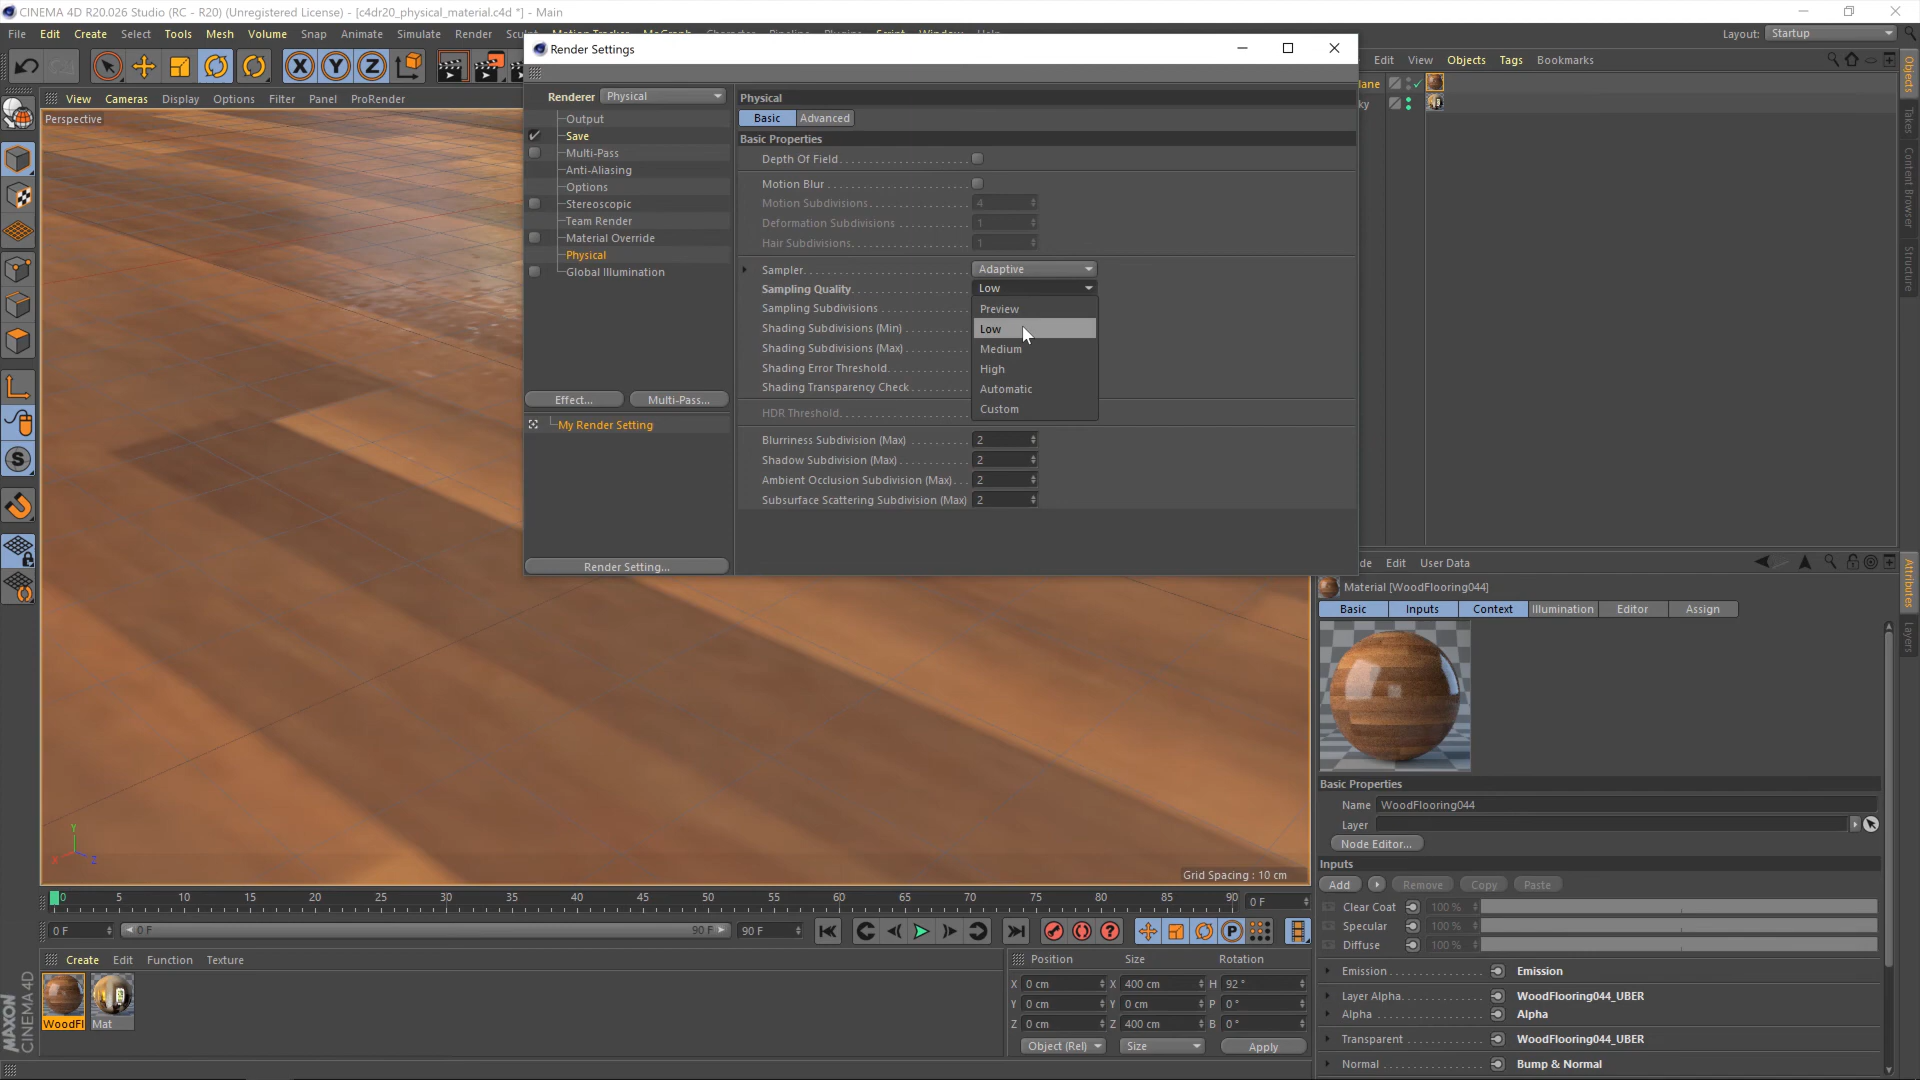 CINEMA 4D R20.026 Studio (RC - R20) (Unregistered License) - [c4dr20_physical_material.c4d *] - Main
File Edit Create Select Tools Mesh Volume Snap Animate Simulate Render
Layout: Startup
Render Settings
Edit View Objects Tags Bookmarks
View Cameras Display Options Filter Panel ProRender
Perspective
Renderer Physical
Output
Save
Multi-Pass
Anti-Aliasing
Options
Stereoscopic
Team Render
Material Override
Physical
Global Illumination
Effect... Multi-Pass...
My Render Setting
Render Setting...
Physical
Basic Advanced
Basic Properties
Depth Of Field
Motion Blur
Motion Subdivisions 4
Deformation Subdivisions 1
Hair Subdivisions 1
Sampler Adaptive
Sampling Quality Low
Sampling Subdivisions
Shading Subdivisions (Min)
Shading Subdivisions (Max)
Shading Error Threshold
Shading Transparency Check
HDR Threshold
Preview
Low
Medium
High
Automatic
Custom
Blurriness Subdivision (Max) 2
Shadow Subdivision (Max) 2
Ambient Occlusion Subdivision (Max) 2
Subsurface Scattering Subdivision (Max) 2
Objects
Takes
Content Browser
Structure
Attributes
Layers
Edit User Data
Material [WoodFlooring044]
Basic Inputs Context Illumination Editor Assign
Basic Properties
Name WoodFlooring044
Layer
Node Editor...
Inputs
Add Remove Copy Paste
Clear Coat 100 %
Specular 100 %
Diffuse 100 %
Emission Emission
Layer Alpha WoodFlooring044_UBER
Alpha Alpha
Transparent WoodFlooring044_UBER
Normal Bump & Normal
Y
X Z
Grid Spacing : 10 cm
0 5 10 15 20 25 30 35 40 45 50 55 60 65 70 75 80 85 90 0 F
0 F 0 F 90 F 90 F
Create Edit Function Texture
WoodFl Mat
Position Size Rotation
X 0 cm X 400 cm H 92 °
Y 0 cm Y 0 cm P 0 °
Z 0 cm Z 400 cm B 0 °
Object (Rel) Size Apply
MAXON
CINEMA 4D